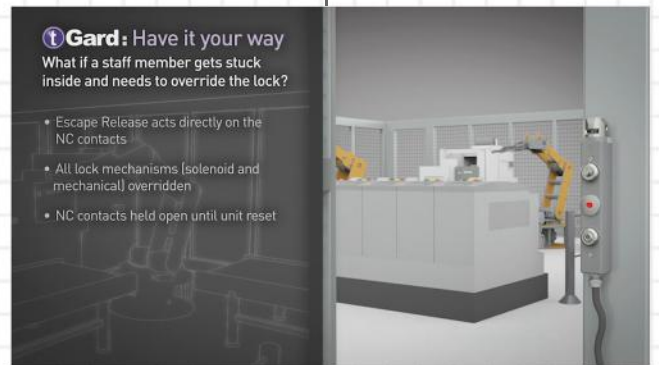 tGard: Have it your way
What if a staff member gets stuck
inside and needs to override the lock?
• Escape Release acts directly on the
NC contacts
• All lock mechanisms (solenoid and
mechanical) overridden
• NC contacts held open until unit reset